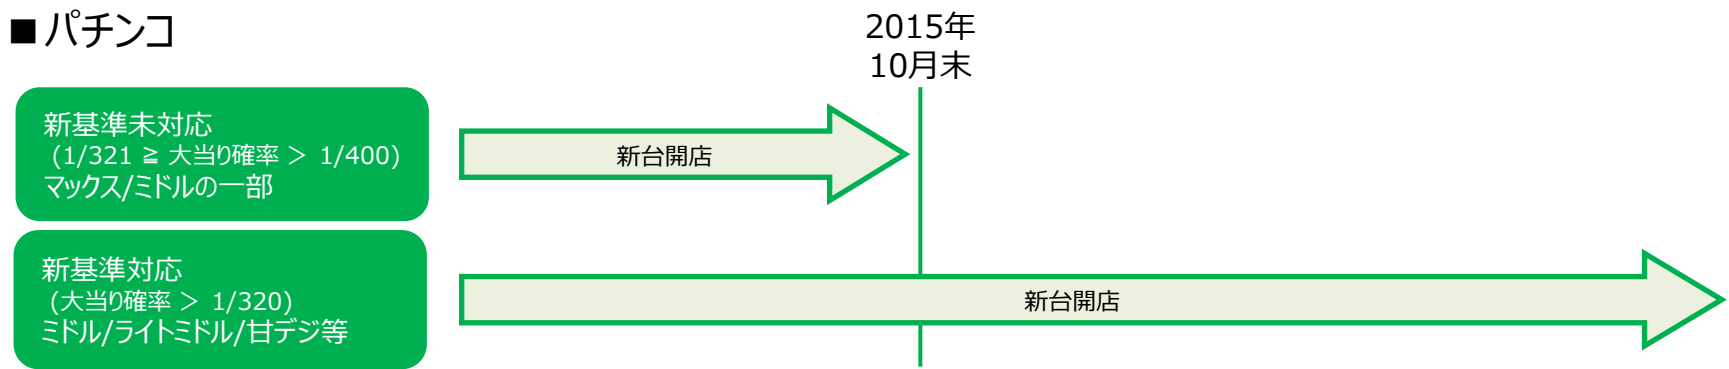 ■パチンコ
2015年
10月末
新基準未対応
(1/321 ≧ 大当り確率 > 1/400)
マックス/ミドルの一部
新台開店
新基準対応
(大当り確率 > 1/320)
ミドル/ライトミドル/甘デジ等
新台開店